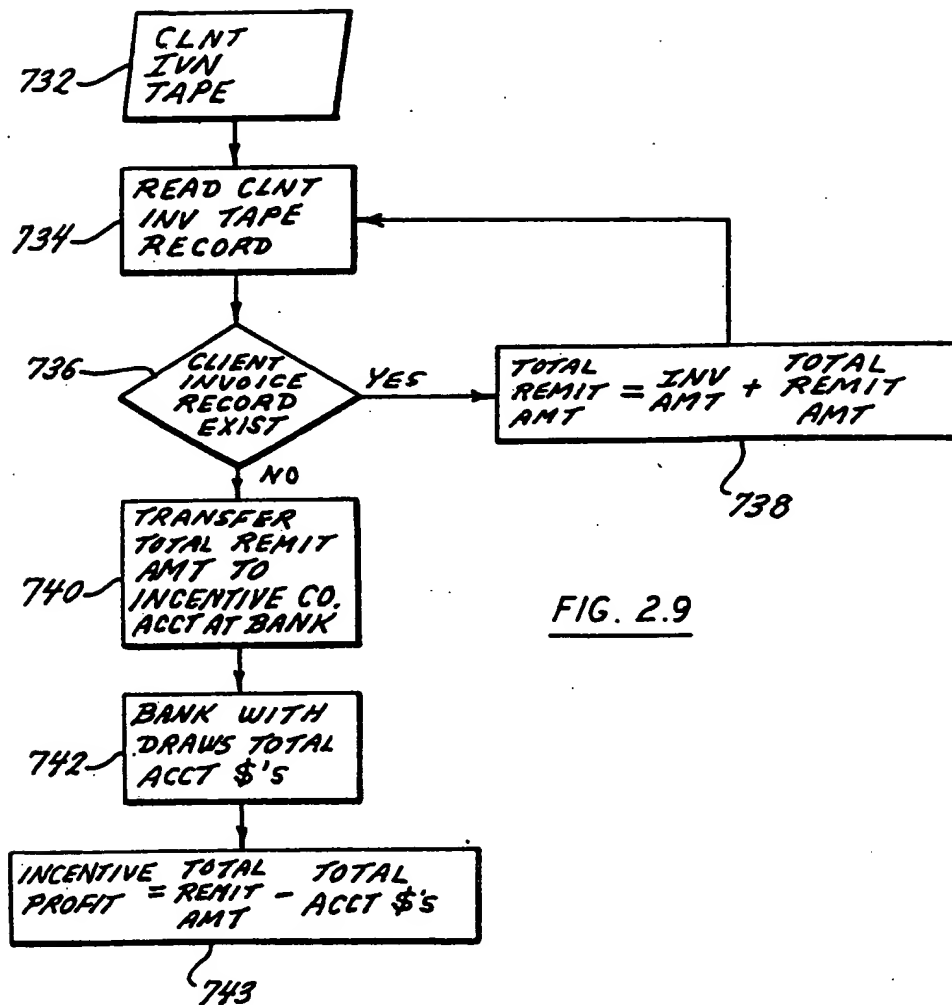 CLNT
IVN
TAPE
732
READ CLNT
INV TAPE
RECORD
734
CLIENT
INVOICE
RECORD
EXIST
736
YES
TOTAL REMIT AMT = INV AMT + TOTAL REMIT AMT
738
NO
TRANSFER
TOTAL REMIT
AMT TO
INCENTIVE CO.
ACCT AT BANK
740
FIG. 2.9
BANK WITH
DRAWS TOTAL
ACCT $'s
742
INCENTIVE PROFIT = TOTAL REMIT AMT - TOTAL ACCT $'s
743